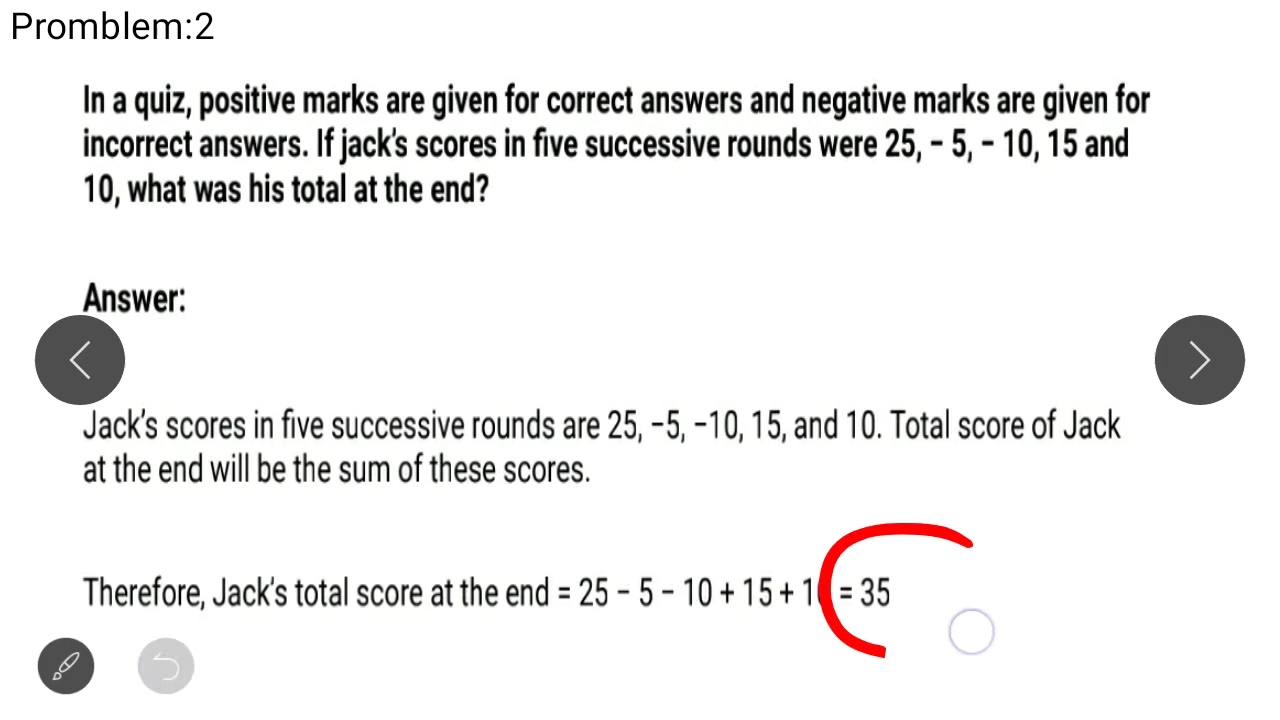 Promblem:2
In a quiz, positive marks are given for correct answers and negative marks are given for
incorrect answers. If jack's scores in five successive rounds were 25, − 5, − 10, 15 and
10, what was his total at the end?
Answer:
Jack's scores in five successive rounds are 25, −5, −10, 15, and 10. Total score of Jack
at the end will be the sum of these scores.
Therefore, Jack's total score at the end = 25 − 5 − 10 + 15 + 10 = 35